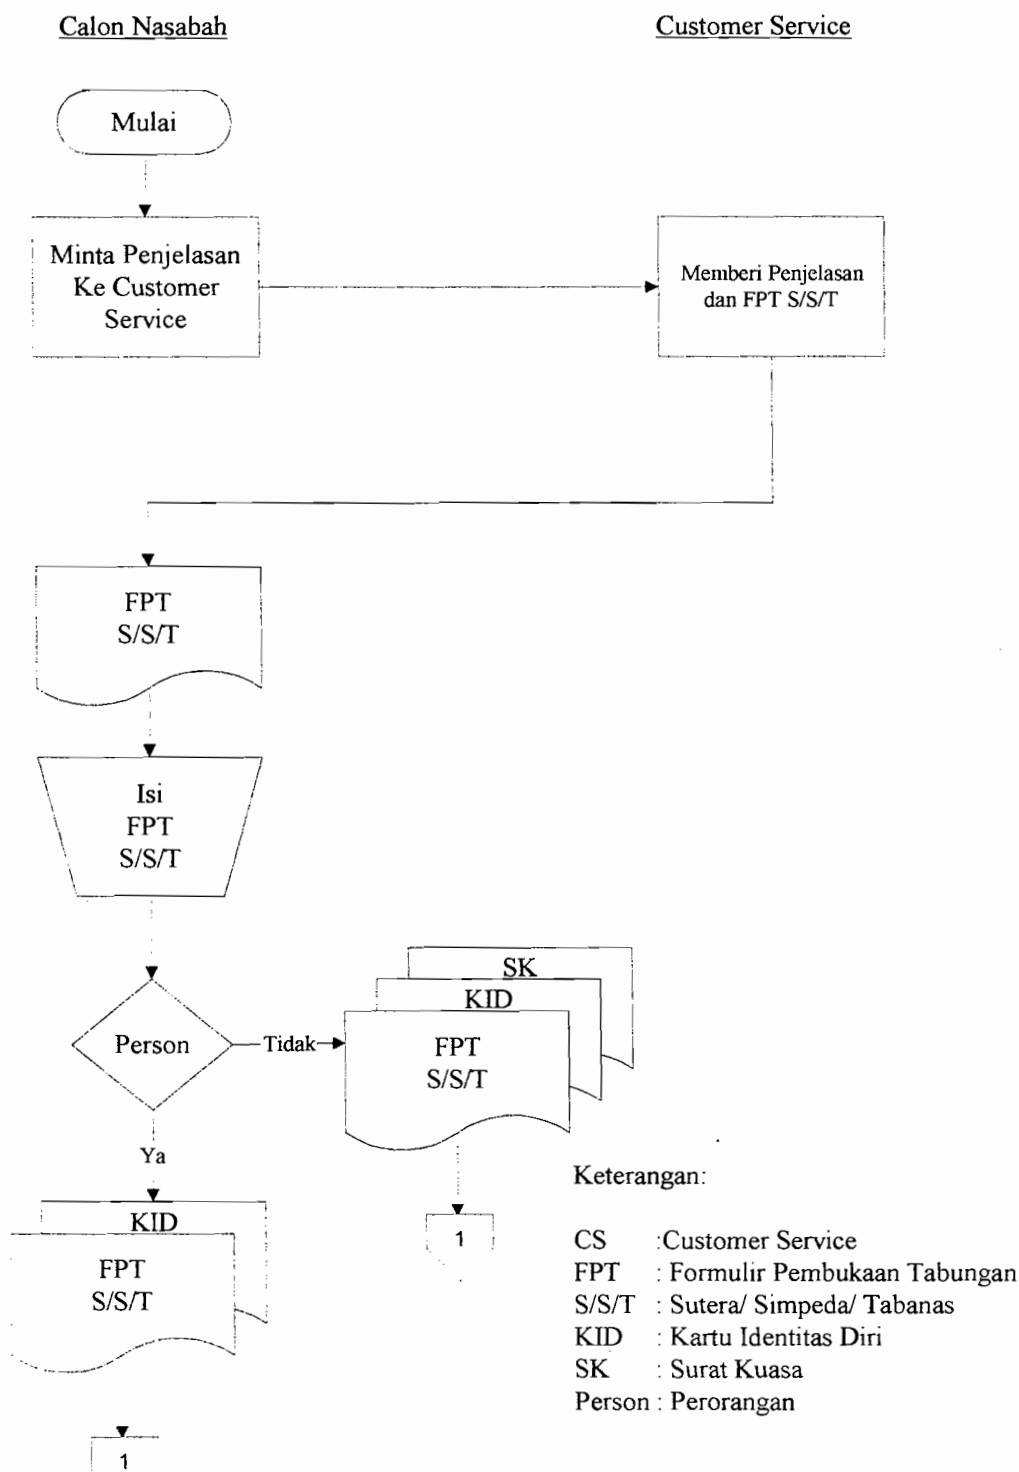 Calon Nasabah
Customer Service
Mulai
Minta Penjelasan
Ke Customer
Service
Memberi Penjelasan
dan FPT S/S/T
FPT
S/S/T
Isi
FPT
S/S/T
Person
Tidak
SK
KID
FPT
S/S/T
1
Ya
KID
FPT
S/S/T
1
Keterangan:
CS :Customer Service
FPT : Formulir Pembukaan Tabungan
S/S/T : Sutera/ Simpeda/ Tabanas
KID : Kartu Identitas Diri
SK : Surat Kuasa
Person : Perorangan